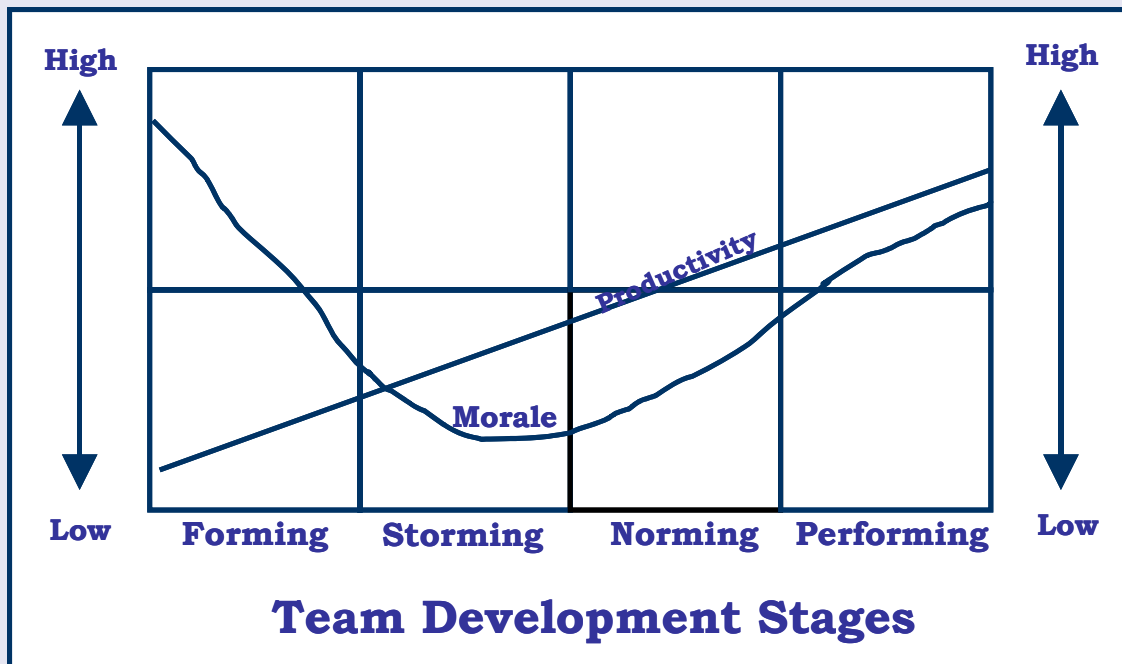 High
High
Productivity
Morale
Low
Low
Forming
Storming
Norming
Performing
Team Development Stages